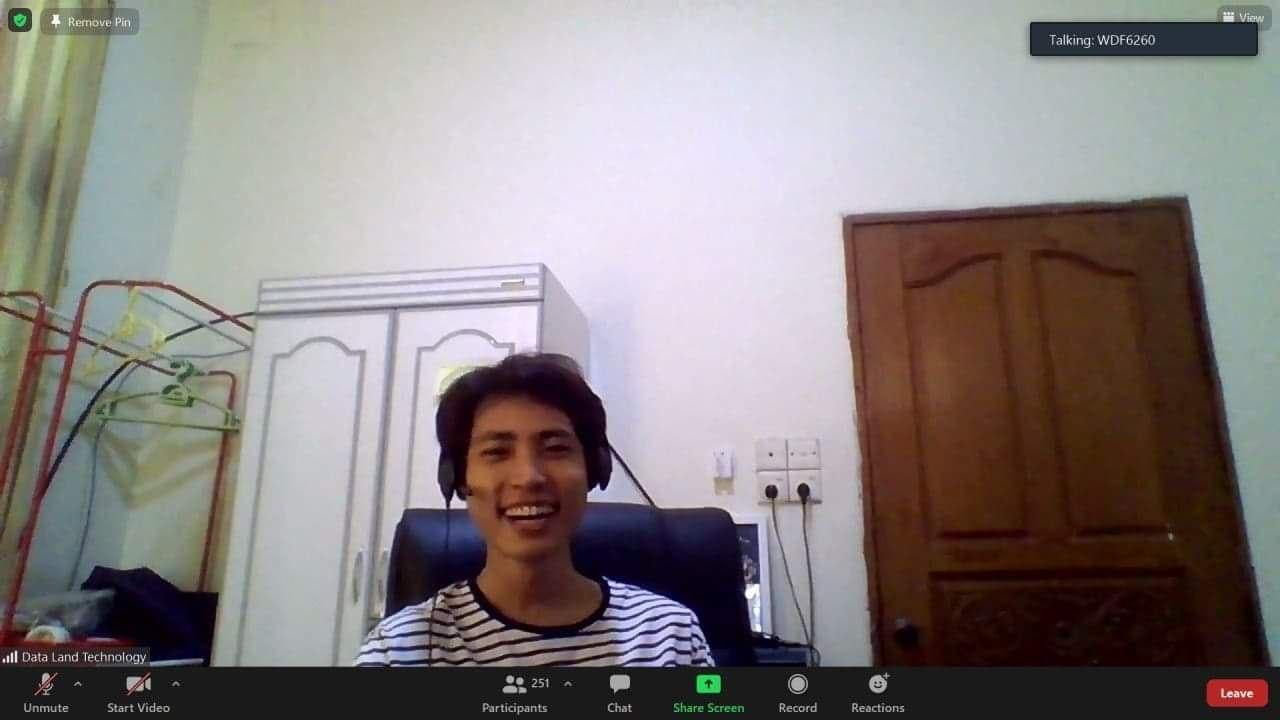 Remove Pin
View
Talking: WDF6260
Data Land Technology
251
Unmute
Start Video
Participants
Chat
Share Screen
Record
Reactions
Leave